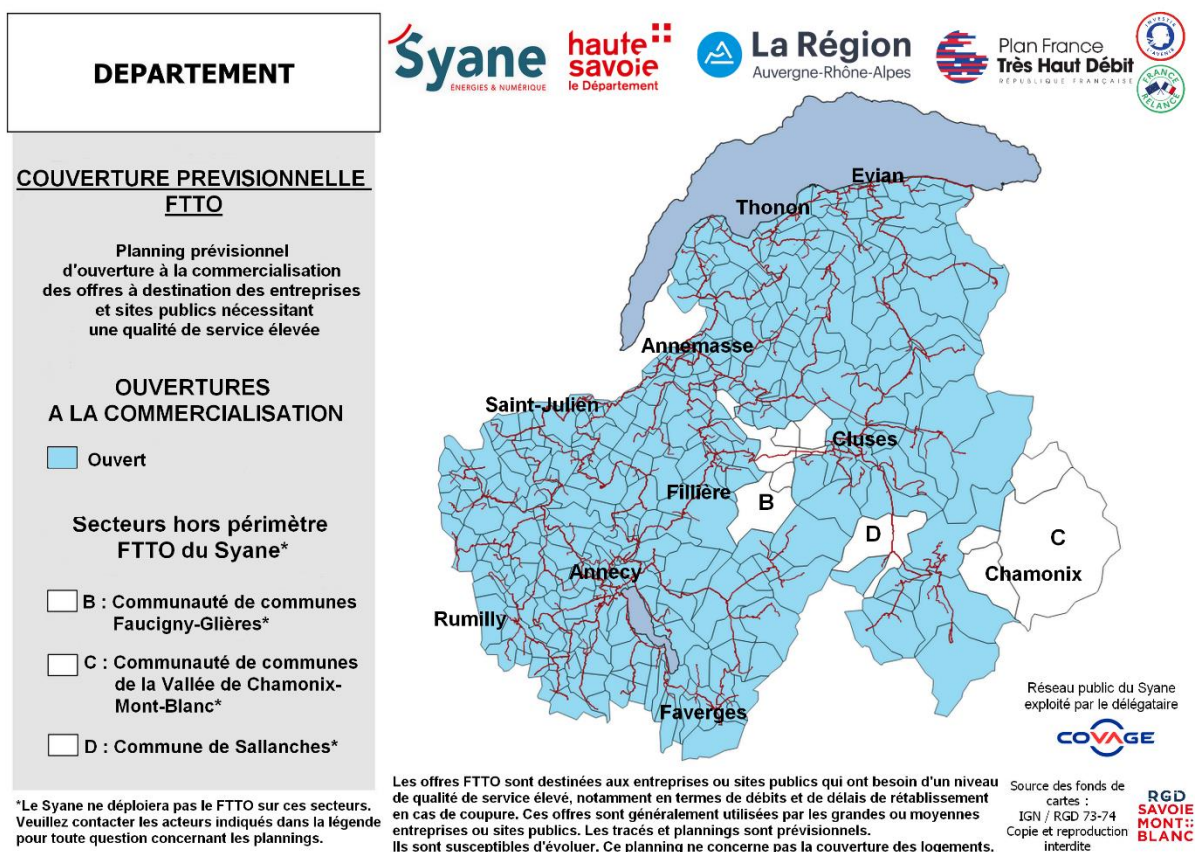 DEPARTEMENT
Syane
ÉNERGIES & NUMÉRIQUE
haute
savoie
le Département
La Région
Auvergne-Rhône-Alpes
Plan France
Très Haut Débit
RÉPUBLIQUE FRANÇAISE
INVESTIR
L'AVENIR
FRANCE
RELANCE
COUVERTURE PREVISIONNELLE
FTTO
Planning prévisionnel
d'ouverture à la commercialisation
des offres à destination des entreprises
et sites publics nécessitant
une qualité de service élevée
OUVERTURES
A LA COMMERCIALISATION
Ouvert
Secteurs hors périmètre
FTTO du Syane*
B : Communauté de communes
Faucigny-Glières*
C : Communauté de communes
de la Vallée de Chamonix-
Mont-Blanc*
D : Commune de Sallanches*
*Le Syane ne déploiera pas le FTTO sur ces secteurs.
Veuillez contacter les acteurs indiqués dans la légende
pour toute question concernant les plannings.
Evian
Thonon
Annemasse
Saint-Julien
Cluses
Fillière
B
D
C
Chamonix
Annecy
Rumilly
Faverges
Réseau public du Syane
exploité par le délégataire
COVAGE
Les offres FTTO sont destinées aux entreprises ou sites publics qui ont besoin d'un niveau
de qualité de service élevé, notamment en termes de débits et de délais de rétablissement
en cas de coupure. Ces offres sont généralement utilisées par les grandes ou moyennes
entreprises ou sites publics. Les tracés et plannings sont prévisionnels.
Ils sont susceptibles d'évoluer. Ce planning ne concerne pas la couverture des logements.
Source des fonds de
cartes :
IGN / RGD 73-74
Copie et reproduction
interdite
RGD
SAVOIE
MONT
BLANC